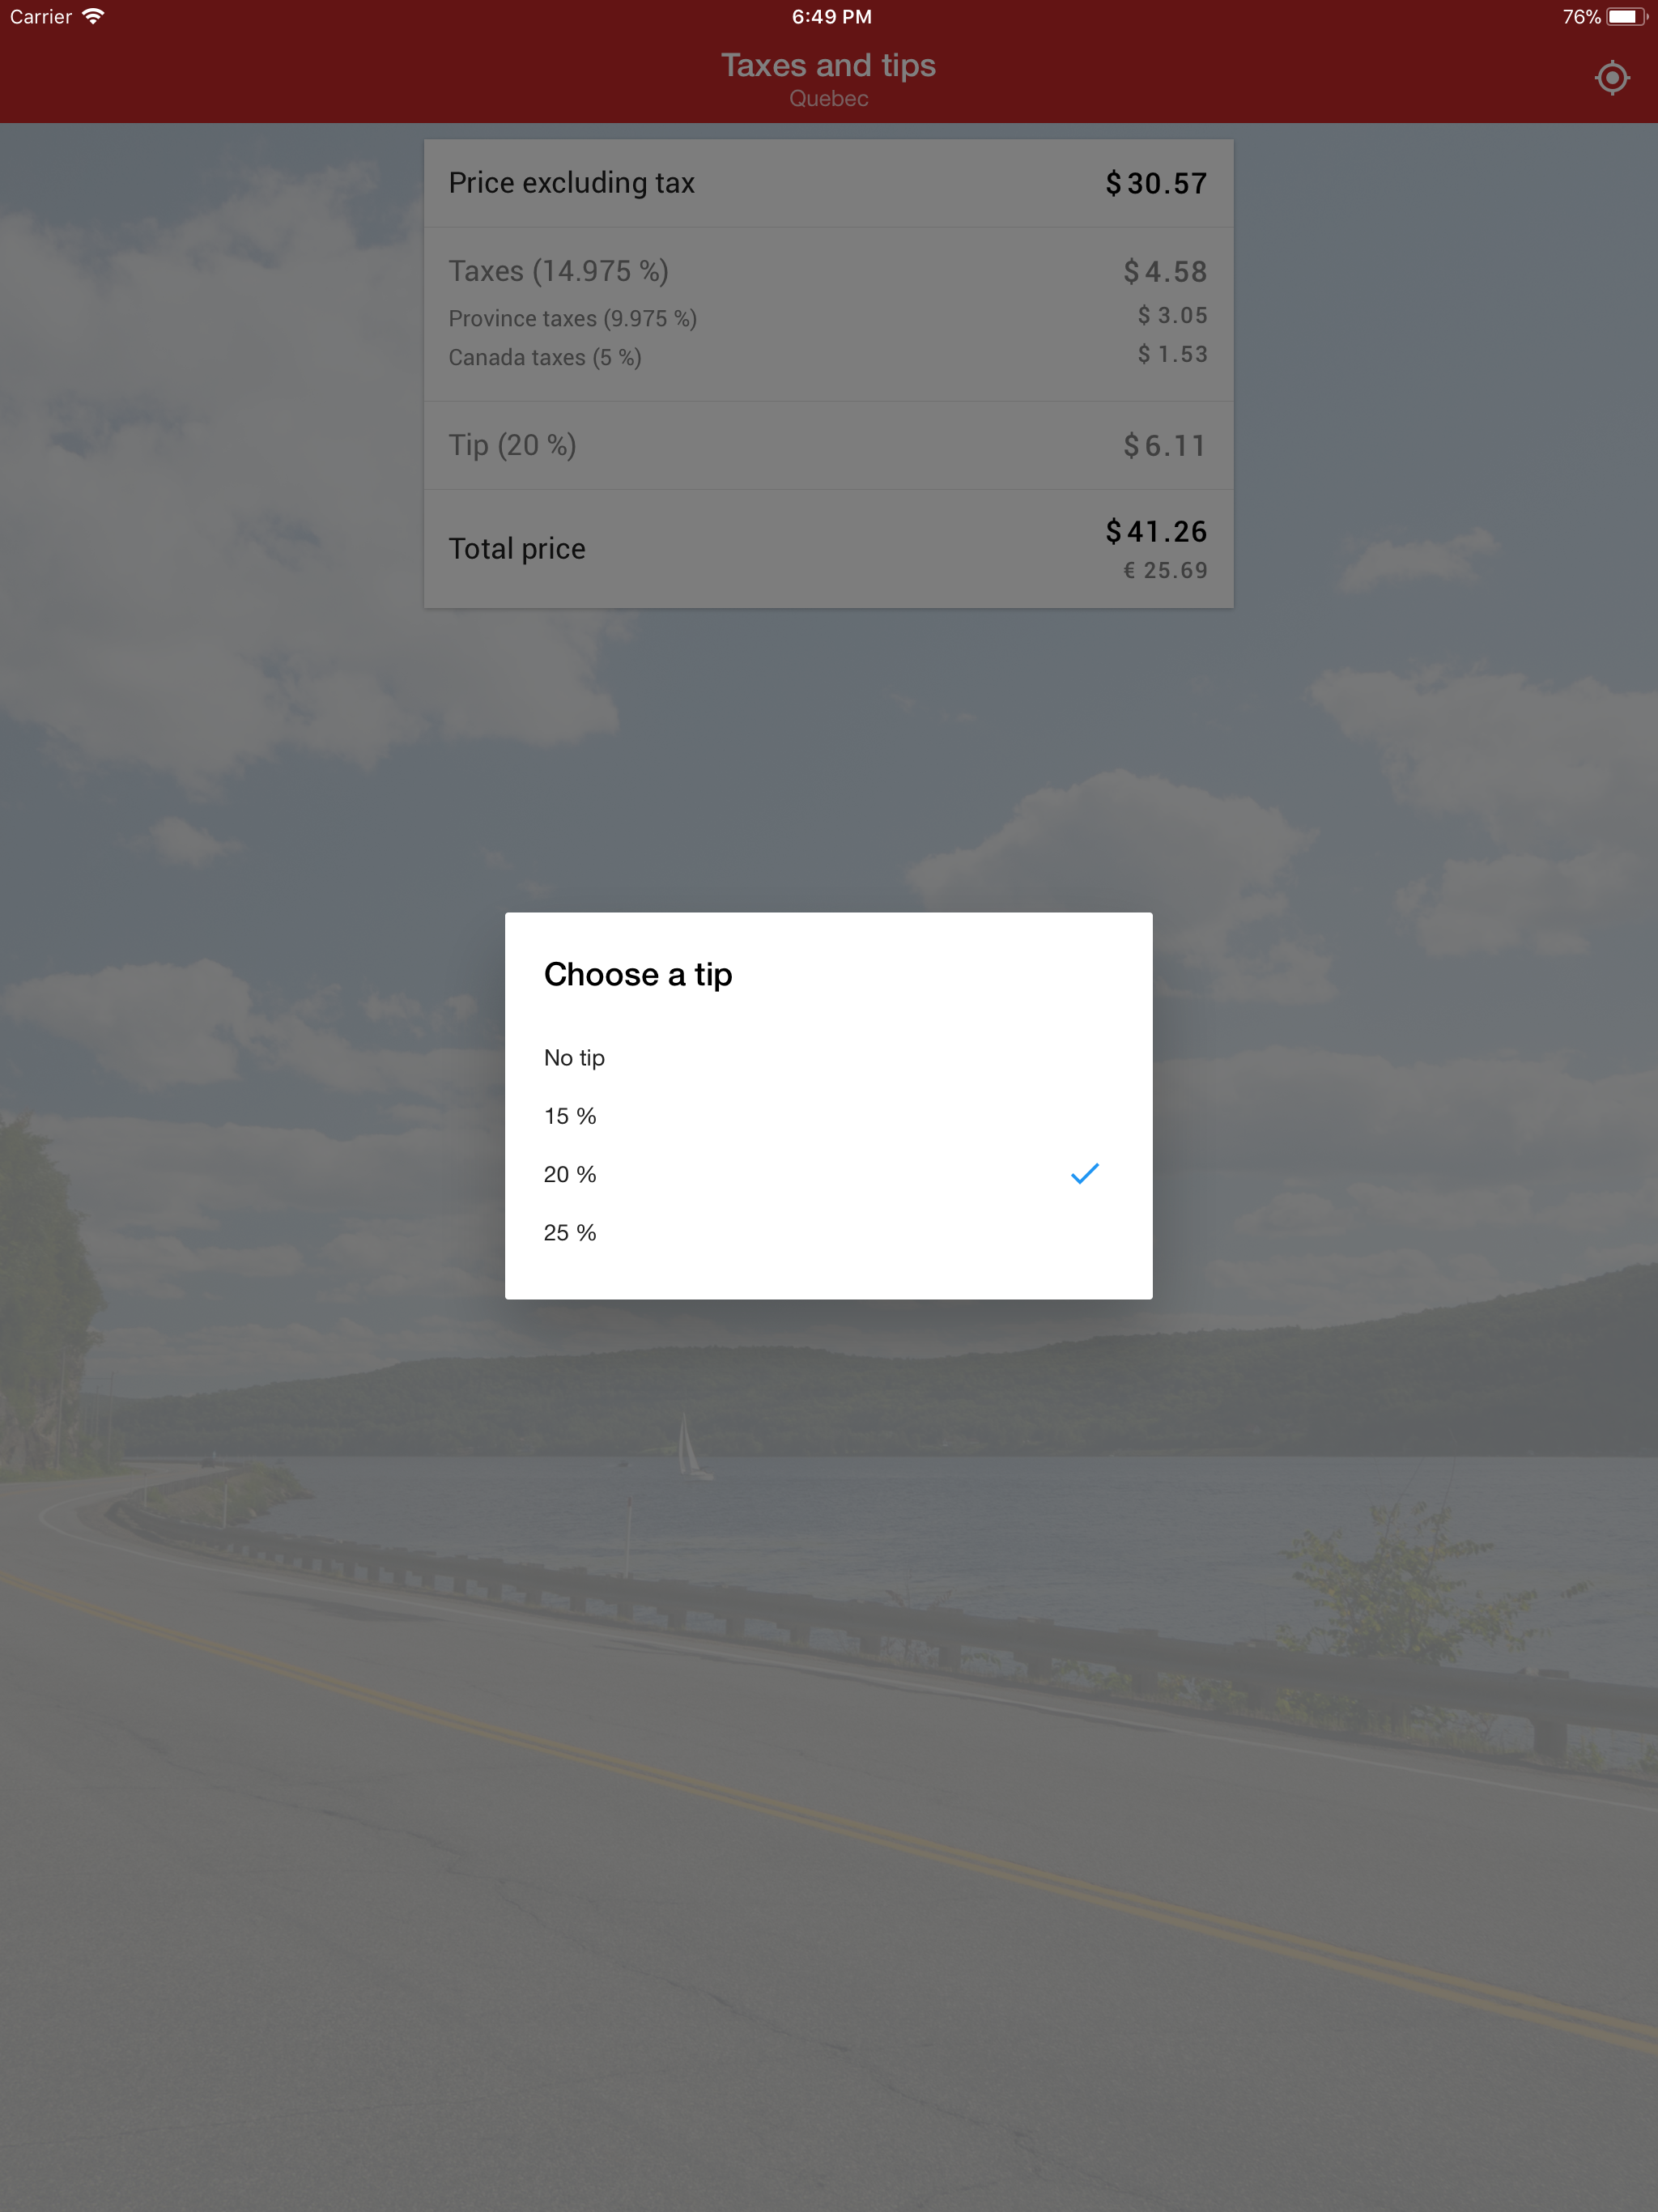 Carrier 6:49 PM 76%
Taxes and tips
Quebec
Price excluding tax $ 30.57
Taxes (14.975 %) $ 4.58
Province taxes (9.975 %) $ 3.05
Canada taxes (5 %) $ 1.53
Tip (20 %) $ 6.11
Total price $ 41.26
€ 25.69
Choose a tip
No tip
15 %
20 %
25 %